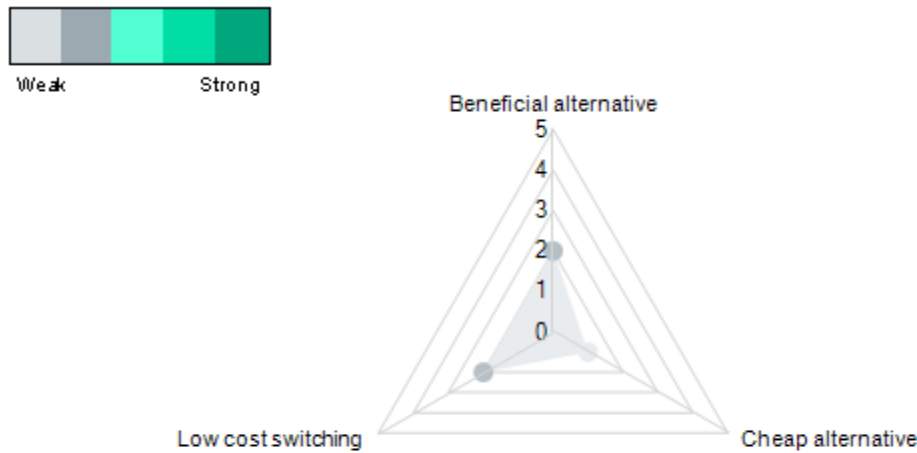 Weak
Strong
Beneficial alternative
5
4
3
2
1
0
Low cost switching
Cheap alternative